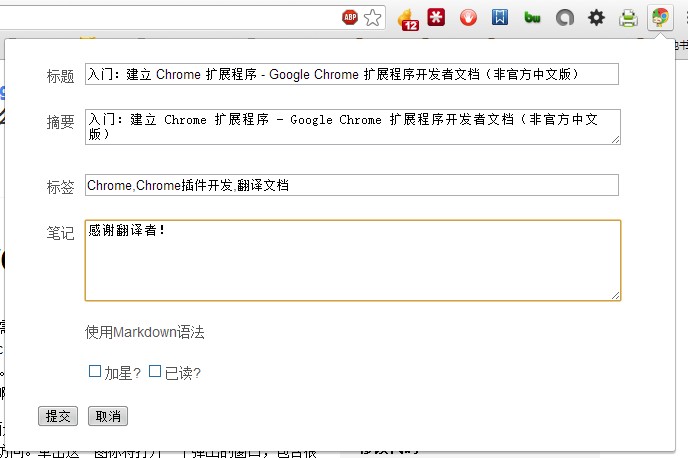 ABP
12
标题
入门：建立 Chrome 扩展程序 - Google Chrome 扩展程序开发者文档（非官方中文版）
摘要
入门：建立 Chrome 扩展程序 - Google Chrome 扩展程序开发者文档（非官方中文
版）
标签
Chrome,Chrome插件开发,翻译文档
笔记
感谢翻译者！
使用Markdown语法
加星? 已读?
提交 取消